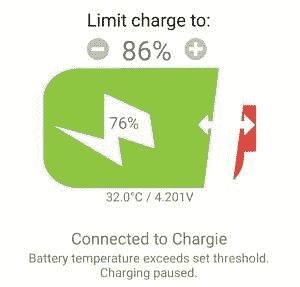 Limit charge to:
86%
76%
32.0°C / 4.201V
Connected to Chargie
Battery temperature exceeds set threshold.
Charging paused.